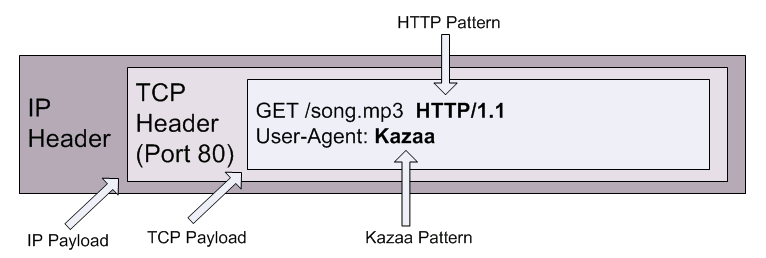 HTTP Pattern
IP
Header
TCP
Header
(Port 80)
GET /song.mp3 HTTP/1.1
User-Agent: Kazaa
IP Payload
TCP Payload
Kazaa Pattern